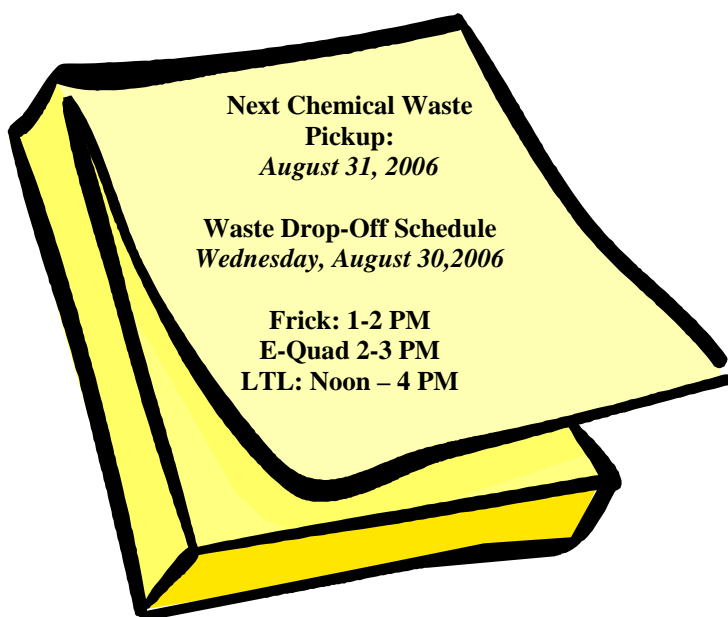 Next Chemical Waste
Pickup:
August 31, 2006
Waste Drop-Off Schedule
Wednesday, August 30,2006
Frick: 1-2 PM
E-Quad 2-3 PM
LTL: Noon – 4 PM